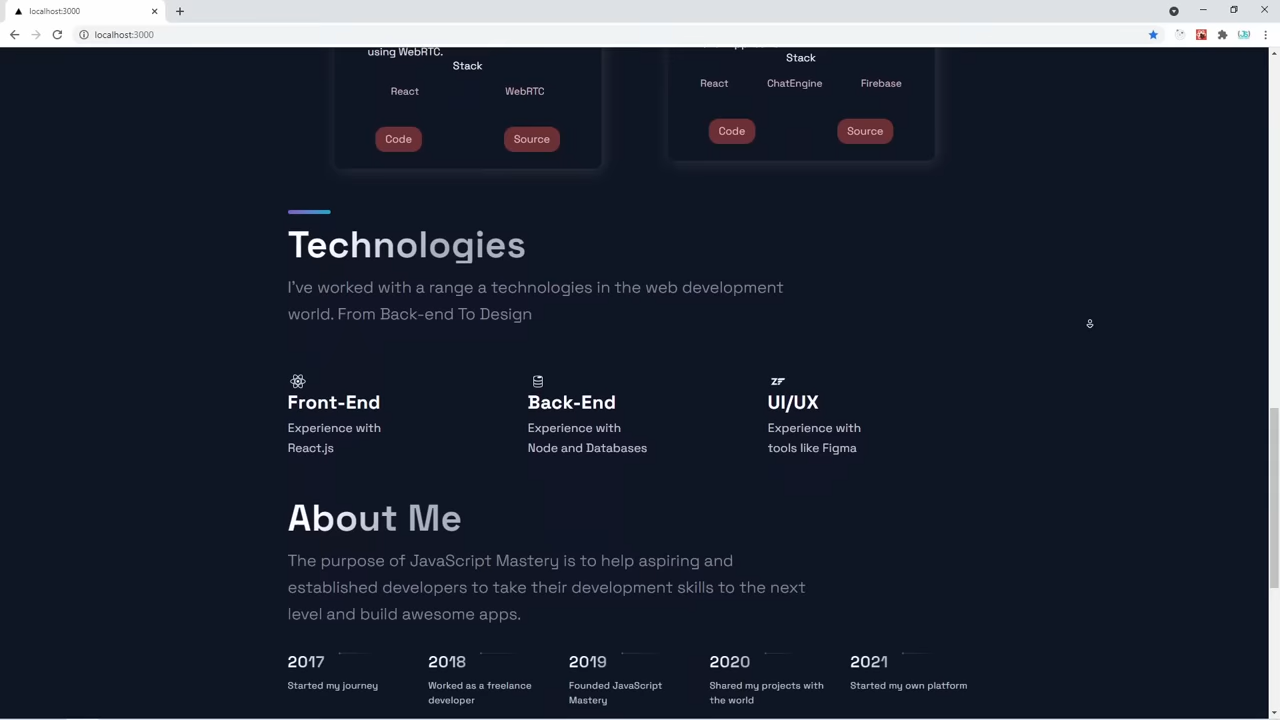 localhost:3000
localhost:3000
using WebRTC.
Stack
React WebRTC
Code Source
Stack
React ChatEngine Firebase
Code Source
Technologies
I've worked with a range a technologies in the web development
world. From Back-end To Design
Front-End
Experience with
React.js
Back-End
Experience with
Node and Databases
UI/UX
Experience with
tools like Figma
About Me
The purpose of JavaScript Mastery is to help aspiring and
established developers to take their development skills to the next
level and build awesome apps.
2017
Started my journey
2018
Worked as a freelance
developer
2019
Founded JavaScript
Mastery
2020
Shared my projects with
the world
2021
Started my own platform